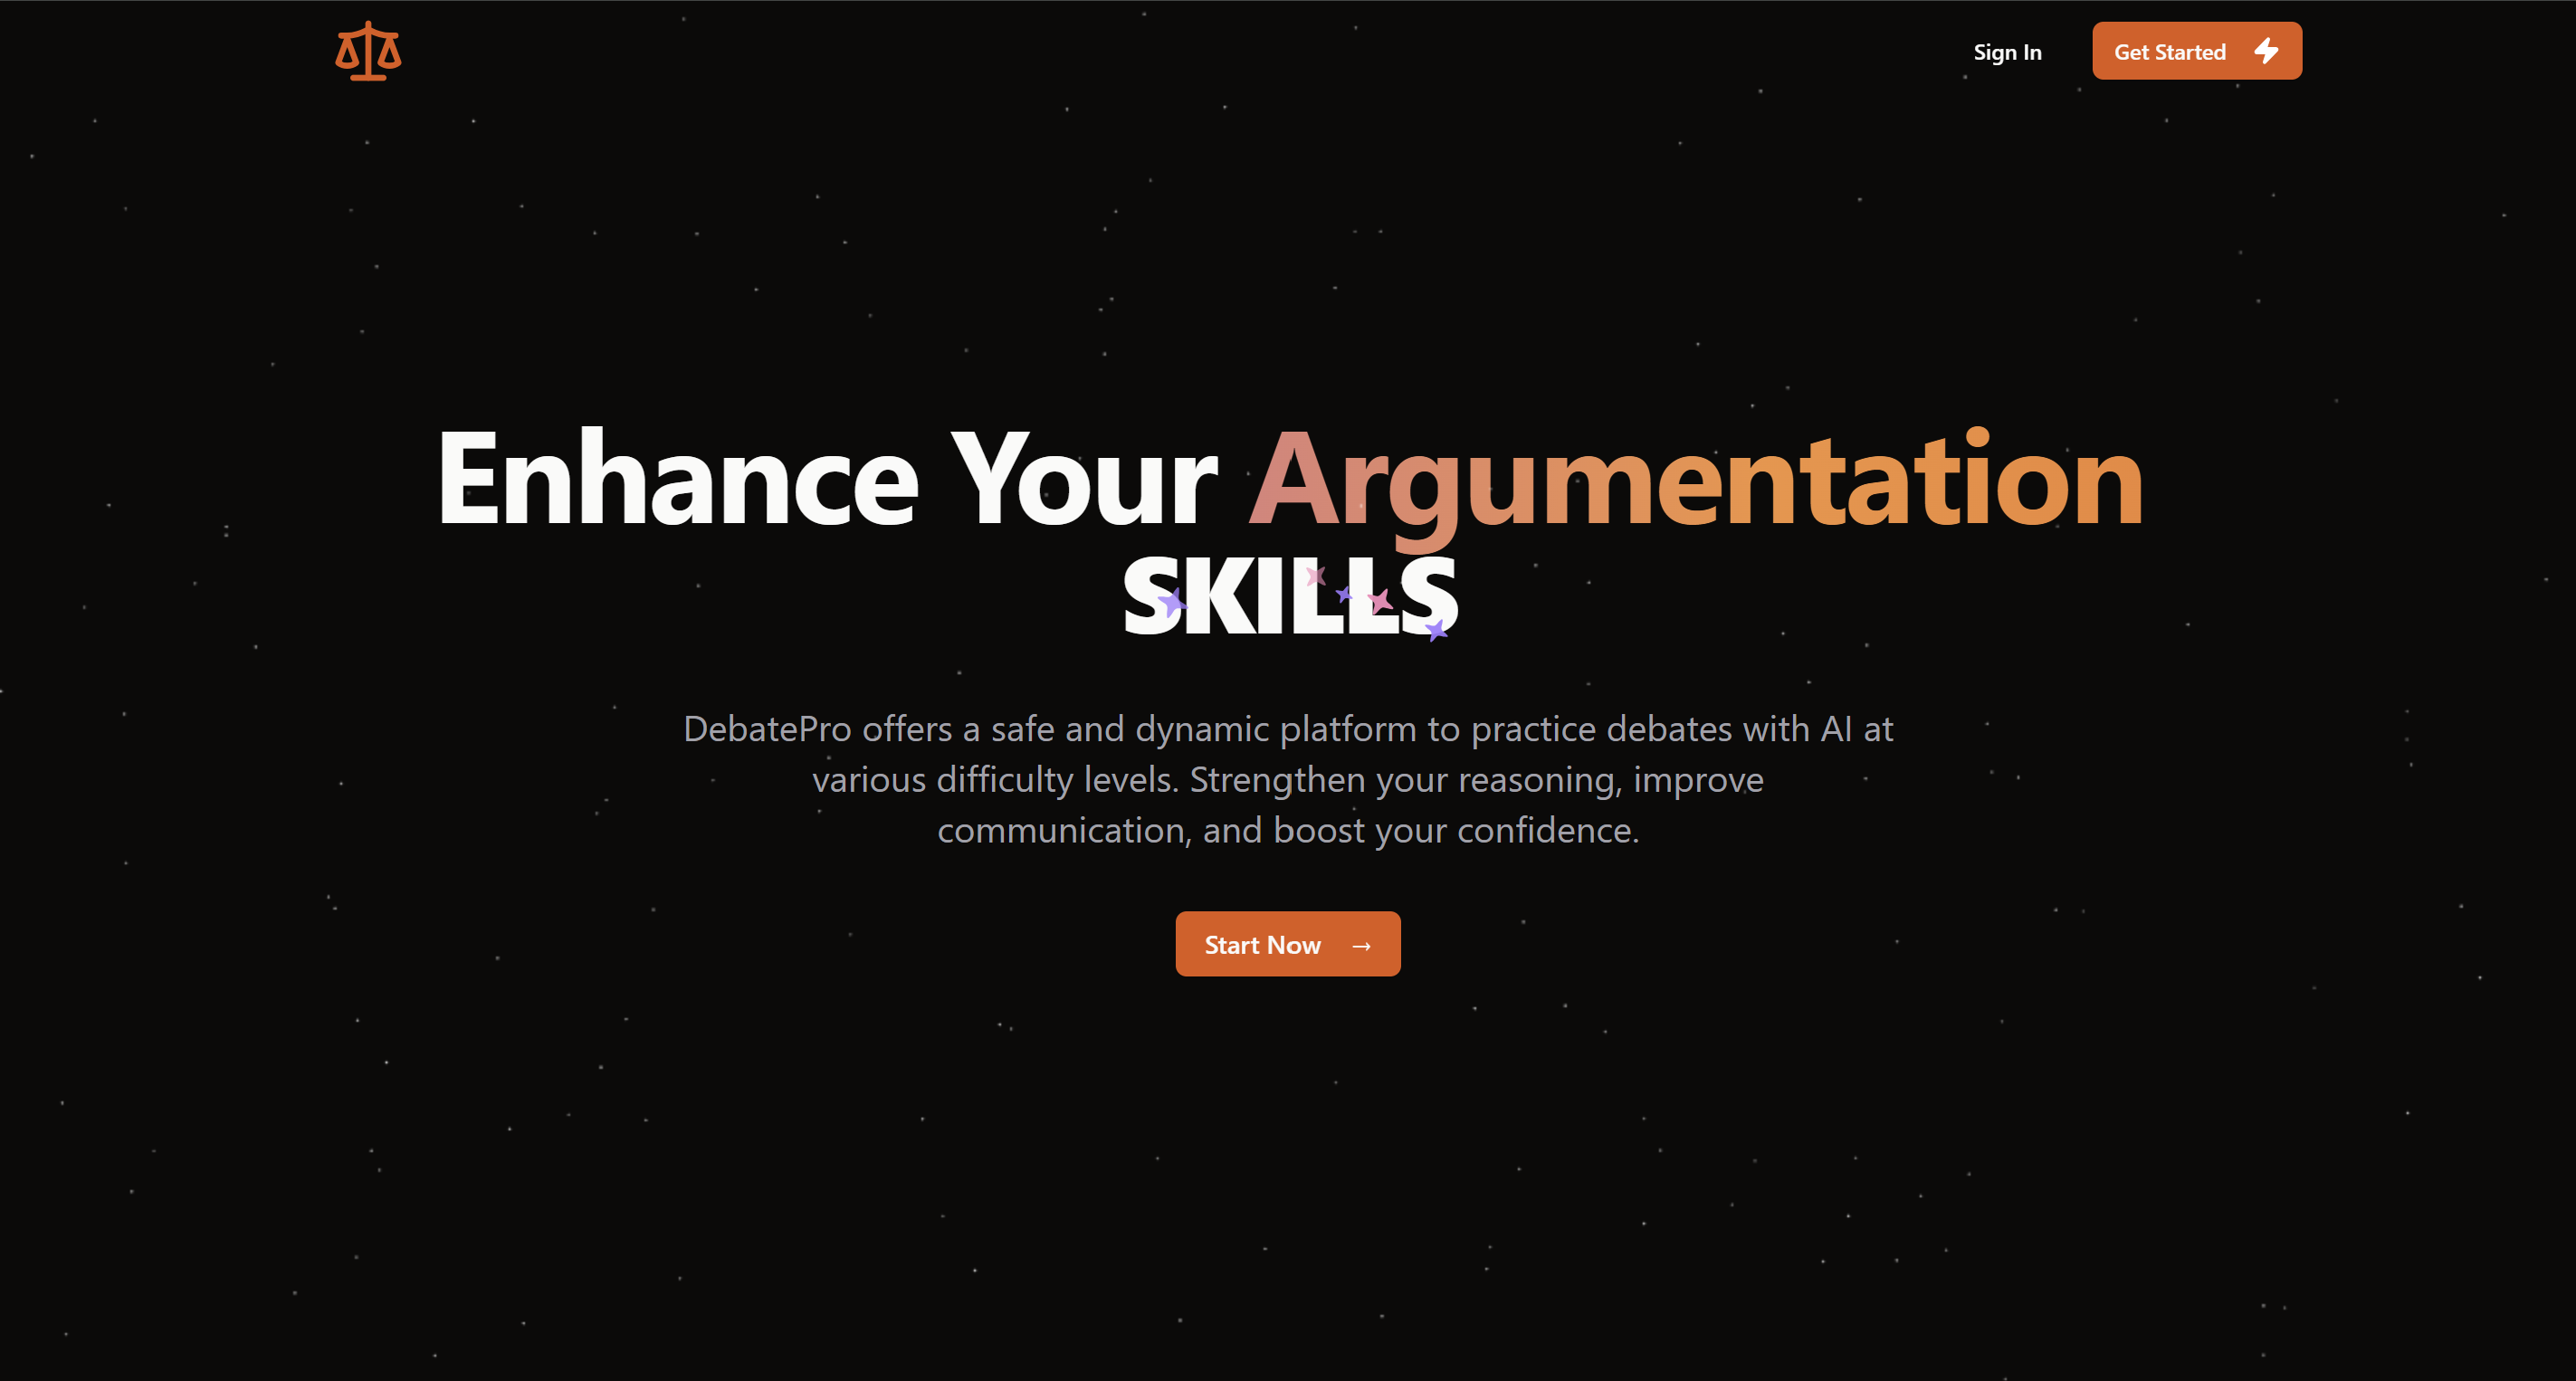 Sign In
Get Started
Enhance Your Argumentation
SKILLS
DebatePro offers a safe and dynamic platform to practice debates with AI at
various difficulty levels. Strengthen your reasoning, improve
communication, and boost your confidence.
Start Now →